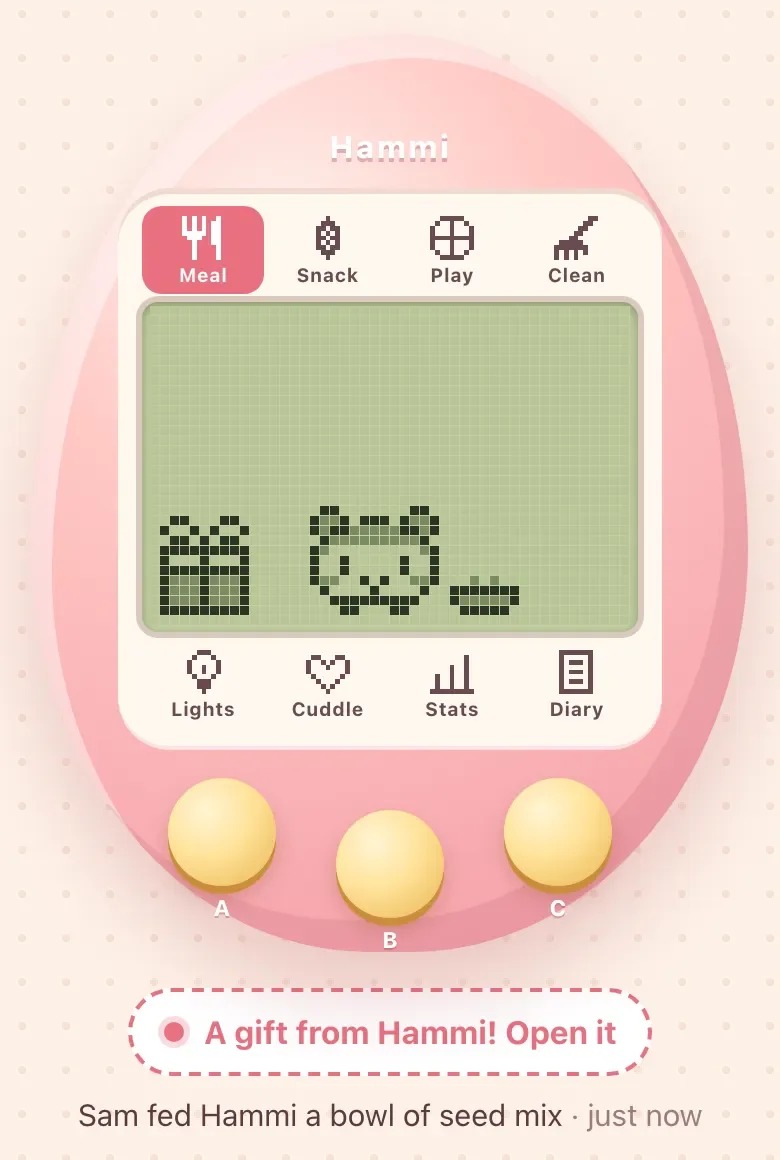 Hammi
Meal Snack Play Clean
Lights Cuddle Stats Diary
A
B
C
A gift from Hammi! Open it
Sam fed Hammi a bowl of seed mix · just now